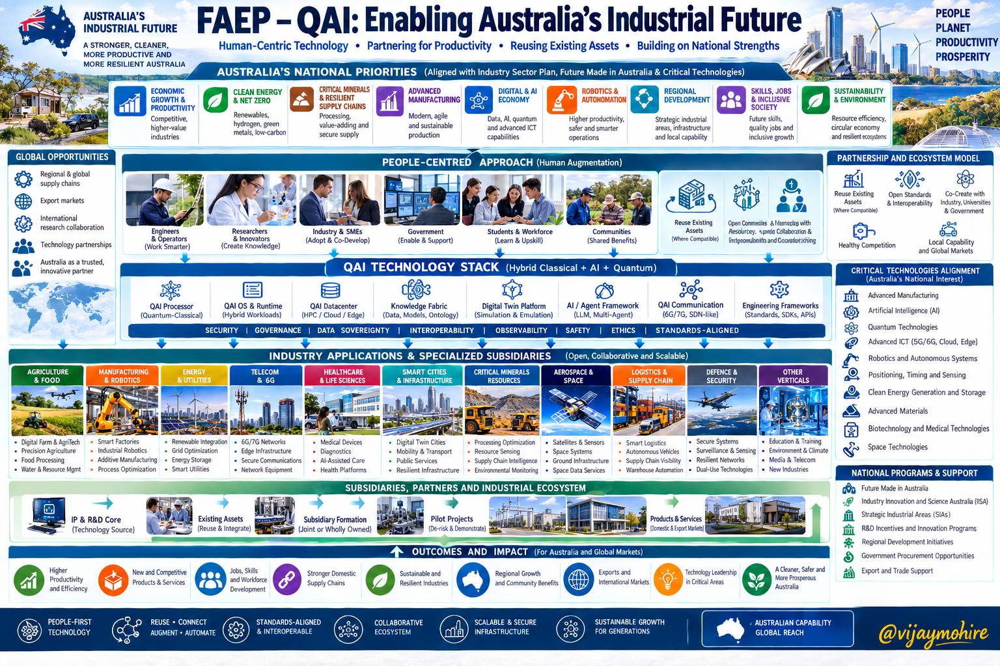 AUSTRALIA'S
INDUSTRIAL FUTURE
A STRONGER, CLEANER,
MORE PRODUCTIVE AND
MORE RESILIENT AUSTRALIA
FAEP – QAI: Enabling Australia's Industrial Future
Human-Centric Technology • Partnering for Productivity • Reusing Existing Assets • Building on National Strengths
PEOPLE
PLANET
PRODUCTIVITY
PROSPERITY
AUSTRALIA'S NATIONAL PRIORITIES (Aligned with Industry Sector Plan, Future Made in Australia & Critical Technologies)
ECONOMIC
GROWTH &
PRODUCTIVITY
Competitive,
higher-value
industries
CLEAN ENERGY
& NET ZERO
Renewables,
hydrogen, green
metals, low-carbon
CRITICAL MINERALS
& RESILIENT
SUPPLY CHAINS
Processing,
value-adding and
secure supply
ADVANCED
MANUFACTURING
Modern, agile
and sustainable
production
DIGITAL & AI
ECONOMY
Data, AI, quantum
and advanced ICT
capabilities
ROBOTICS &
AUTONOMATION
Higher productivity,
safer and smarter
operations
REGIONAL
DEVELOPMENT
Strategic industrial
areas, infrastructure
and local capability
SKILLS, JOBS
& INCLUSIVE
SOCIETY
Future skills,
quality jobs and
inclusive growth
SUSTAINABILITY
& ENVIRONMENT
Resource efficiency,
circular economy
and resilient ecosystems
GLOBAL OPPORTUNITIES
Regional & global
supply chains
Export markets
International
research collaboration
Technology partnerships
Australia as a trusted,
innovative partner
PEOPLE-CENTRED APPROACH (Human Augmentation)
Engineers
& Operators
(Work Smarter)
Researchers
& Innovators
(Create Knowledge)
Industry & SMEs
(Adopt & Co-Develop)
Government
(Enable & Support)
Students & Workforce
(Learn & Upskill)
Communities
(Shared Benefits)
Reuse Existing
Assets
(Where Compatible)
Open
& with
Collaboration &
and
PARTNERSHIP AND ECOSYSTEM MODEL
Reuse Existing
Assets
(Where Compatible)
Open Standards
& Interoperability
Co-Create with
Industry, Universities
& Government
Healthy Competition
Local Capability
and Global Markets
QAI TECHNOLOGY STACK (Hybrid Classical + AI + Quantum)
QAI Processor
(Quantum-Classical)
QAI OS & Runtime
(Hybrid Workloads)
QAI Datacenter
(HPC / Cloud / Edge)
Knowledge Fabric
(Data, Models, Ontology)
Digital Twin Platform
(Simulation & Emulation)
AI / Agent Framework
(LLM, Multi-Agent)
QAI Communication
(6G/7G, SDN-like)
Engineering Frameworks
(Standards, SDKs, APIs)
SECURITY | GOVERNANCE | DATA SOVEREIGNTY | INTEROPERABILITY | OBSERVABILITY | SAFETY | ETHICS | STANDARDS-ALIGNED
CRITICAL TECHNOLOGIES ALIGNMENT
(Australia's National Interest)
Advanced Manufacturing
Artificial Intelligence (AI)
Quantum Technologies
Advanced ICT (5G/6G, Cloud, Edge)
Robotics and Autonomous Systems
Positioning, Timing and Sensing
Clean Energy Generation and Storage
Advanced Materials
Biotechnology and Medical Technologies
Space Technologies
INDUSTRY APPLICATIONS & SPECIALIZED SUBSIDIARIES (Open, Collaborative and Scalable)
AGRICULTURE
& FOOD
• Digital Farm & AgriTech
• Precision Agriculture
• Food Processing
• Water & Resource Mgmt
MANUFACTURING
& ROBOTICS
• Smart Factories
• Industrial Robotics
• Additive Manufacturing
• Process Optimization
ENERGY
& UTILITIES
• Renewable Integration
• Grid Optimization
• Energy Storage
• Smart Utilities
TELECOM
& 6G
• 6G/7G Networks
• Edge Infrastructure
• Secure Communications
• Network Equipment
HEALTHCARE
& LIFE SCIENCES
• Medical Devices
• Diagnostics
• AI-Assisted Care
• Health Platforms
SMART CITIES
& INFRASTRUCTURE
• Digital Twin Cities
• Mobility & Transport
• Public Services
• Resilient Infrastructure
CRITICAL MINERALS
RESOURCES
• Processing Optimization
• Resource Sensing
• Supply Chain Intelligence
• Environmental Monitoring
AEROSPACE &
SPACE
• Satellites & Sensors
• Space Systems
• Ground Infrastructure
• Space Data Services
LOGISTICS &
SUPPLY CHAIN
• Smart Logistics
• Autonomous Vehicles
• Supply Chain Visibility
• Warehouse Automation
DEFENCE &
SECURITY
• Secure Systems
• Surveillance & Sensing
• Resilient Networks
• Dual-Use Technologies
OTHER
VERTICALS
• Education & Training
• Environment & Climate
• Media & Telecom
• New Industries
SUBSIDIARIES, PARTNERS AND INDUSTRIAL ECOSYSTEM
IP & R&D Core
(Technology Source)
Existing Assets
(Reuse & Integrate)
Subsidiary Formation
(Joint or Wholly Owned)
Pilot Projects
(De-risk & Demonstrate)
Products & Services
(Domestic & Export Markets)
NATIONAL PROGRAMS & SUPPORT
Future Made in Australia
Industry Innovation and Science Australia (IISA)
Strategic Industrial Areas (SIAs)
R&D Incentives and Innovation Programs
Regional Development Initiatives
Government Procurement Opportunities
Export and Trade Support
OUTCOMES AND IMPACT (For Australia and Global Markets)
Higher
Productivity
and Efficiency
New and Competitive
Products & Services
Jobs, Skills
and Workforce
Development
Stronger Domestic
Supply Chains
Sustainable and
Resilient Industries
Regional Growth
and Community Benefits
Exports and
International Markets
Technology Leadership
in Critical Areas
A Cleaner, Safer and
More Prosperous
Australia
PEOPLE-FIRST
TECHNOLOGY
REUSE • CONNECT
AUGMENT • AUTOMATE
STANDARDS-ALIGNED
& INTEROPERABLE
COLLABORATIVE
ECOSYSTEM
SCALABLE & SECURE
INFRASTRUCTURE
SUSTAINABLE GROWTH
FOR GENERATIONS
AUSTRALIAN CAPABILITY
GLOBAL REACH
@vijaymohire